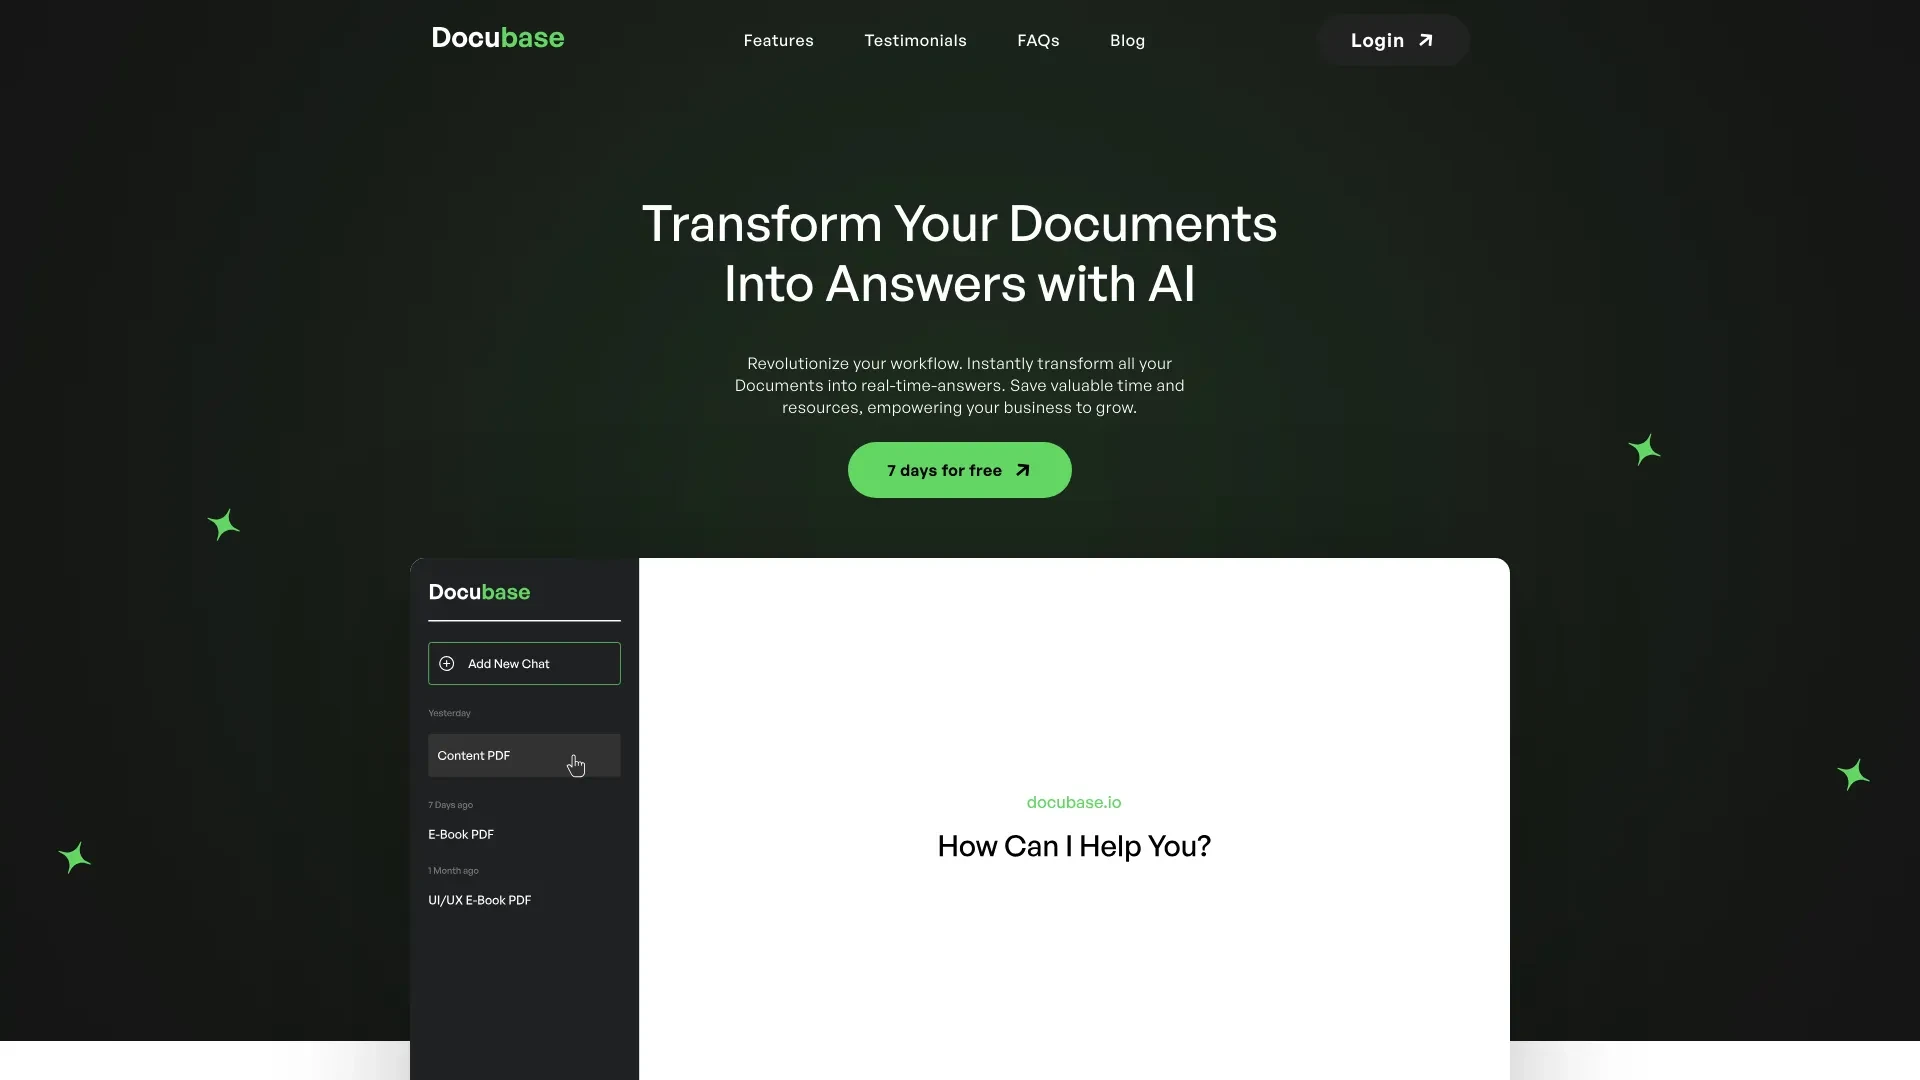 Docubase
Features
Testimonials
FAQs
Blog
Login
Transform Your Documents
Into Answers with AI
Revolutionize your workflow. Instantly transform all your
Documents into real-time-answers. Save valuable time and
resources, empowering your business to grow.
7 days for free
Docubase
Add New Chat
Yesterday
Content PDF
7 Days ago
E-Book PDF
1 Month ago
UI/UX E-Book PDF
docubase.io
How Can I Help You?